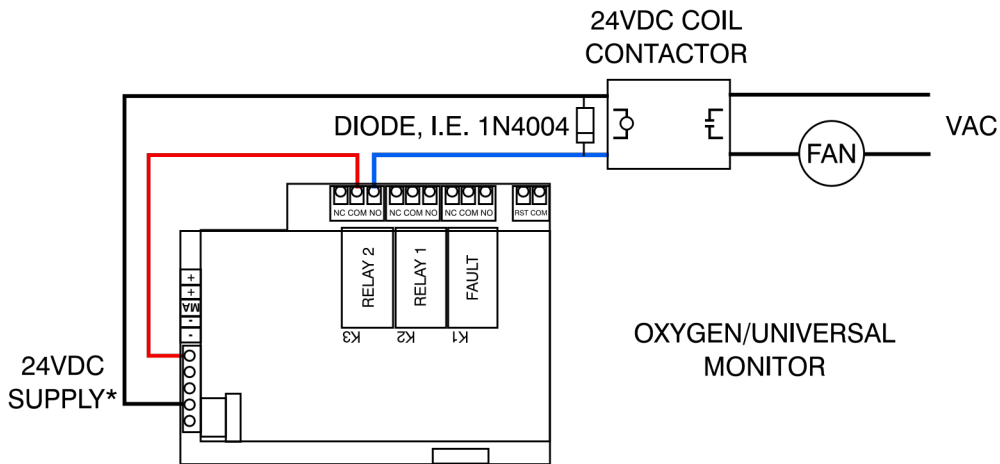 24VDC COIL
CONTACTOR
DIODE, I.E. 1N4004
VAC
FAN
NC COM NO
NC COM NO
NC COM NO
RST COM
RELAY 2
RELAY 1
FAULT
K3
K2
K1
+
+
MA
-
-
24VDC
SUPPLY*
OXYGEN/UNIVERSAL
MONITOR